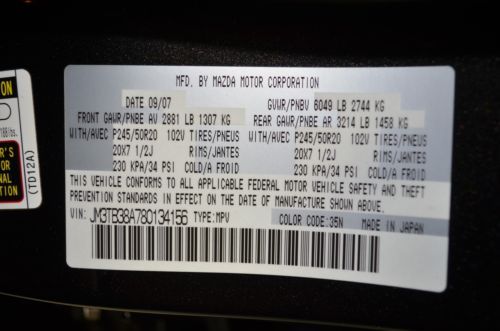 MFD. BY MAZDA MOTOR CORPORATION
DATE 09/07 GVWR/PNBV 6049 LB 2744 KG
FRONT GAWR/PNBE AV 2881 LB 1307 KG REAR GAWR/PNBE AR 3214 LB 1458 KG
WITH/AVEC P245/50R20 102V TIRES/PNEUS WITH/AVEC P245/50R20 102V TIRES/PNEUS
20X7 1/2J RIMS/JANTES 20X7 1/2J RIMS/JANTES
230 KPA/34 PSI COLD/A FROID 230 KPA/34 PSI COLD/A FROID
THIS VEHICLE CONFORMS TO ALL APPLICABLE FEDERAL MOTOR VEHICLE SAFETY AND THEFT
PREVENTION STANDARDS IN EFFECT ON THE DATE OF MANUFACTURE SHOWN ABOVE.
VIN: JM3TB38A780134156 TYPE:MPV COLOR CODE:35N MADE IN JAPAN
(TD12A)